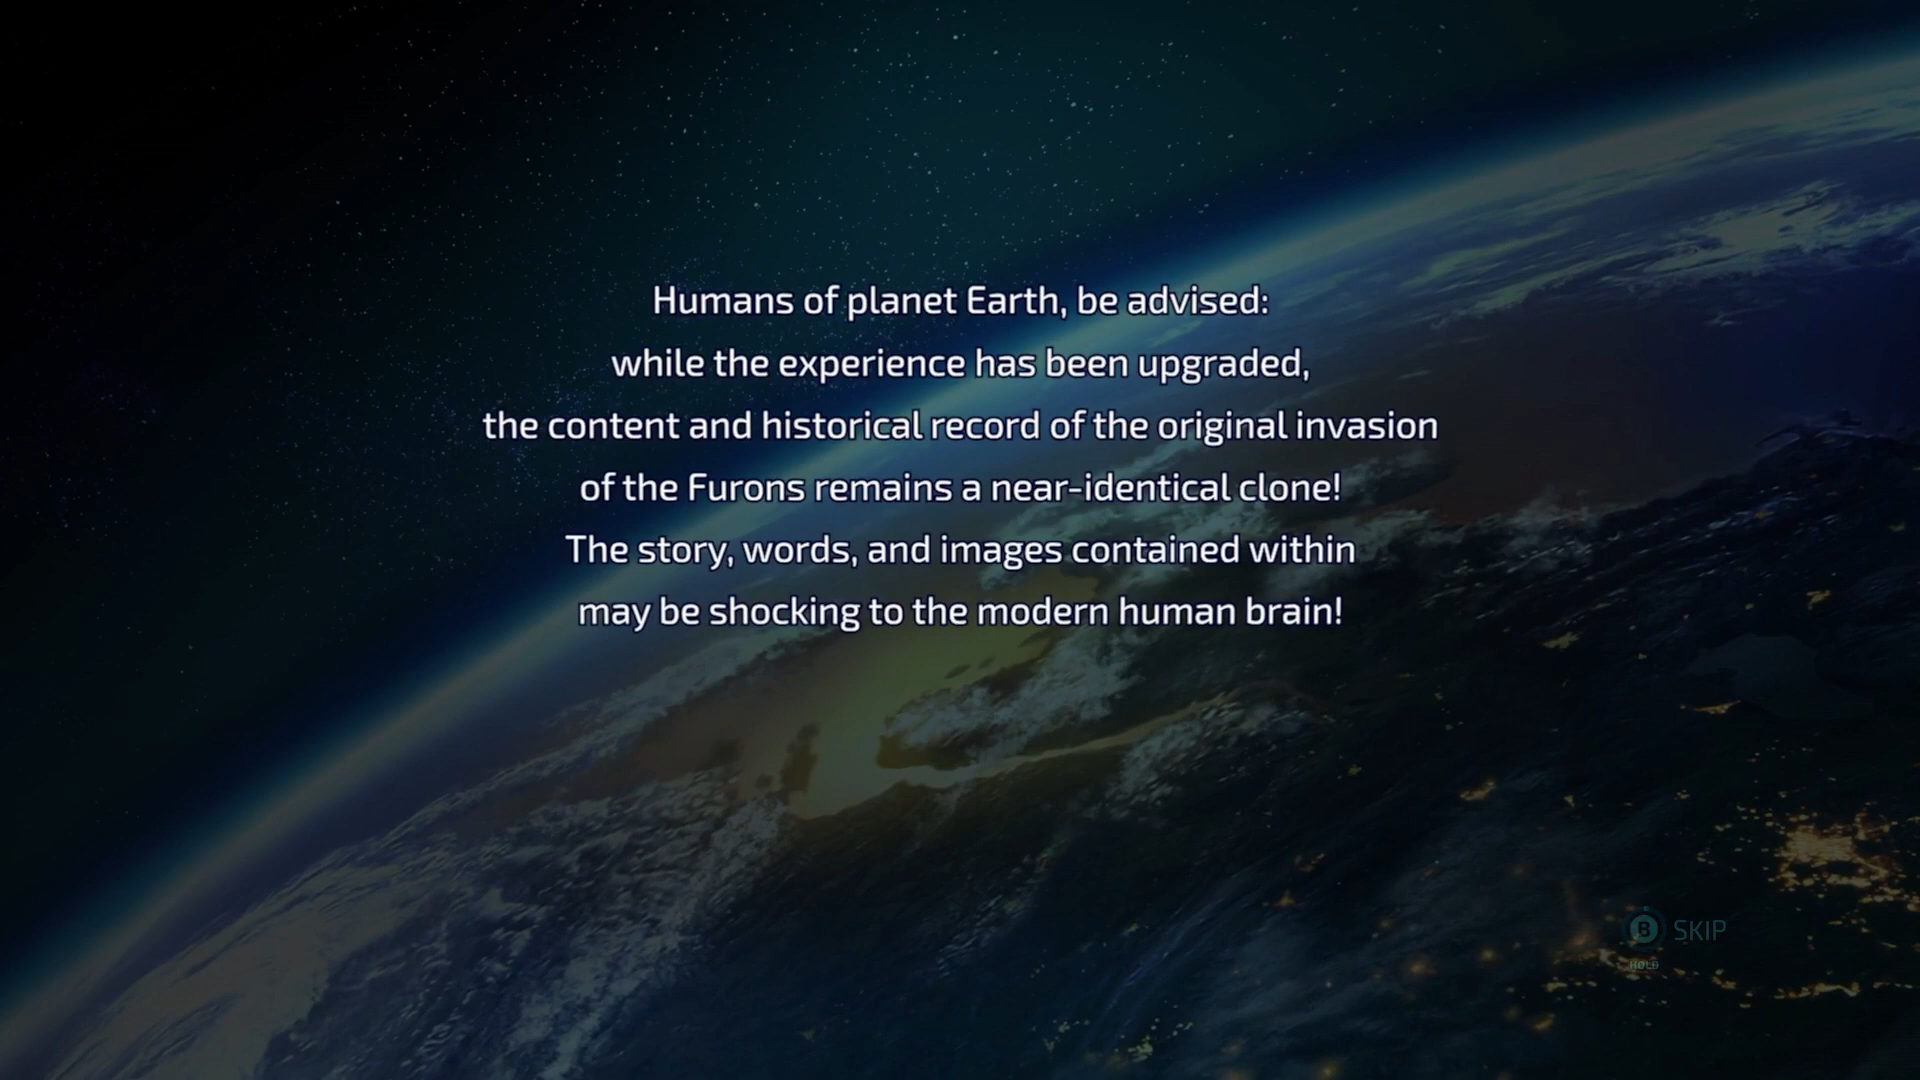 Humans of planet Earth, be advised:
while the experience has been upgraded,
the content and historical record of the original invasion
of the Furons remains a near-identical clone!
The story, words, and images contained within
may be shocking to the modern human brain!
B SKIP
HOLD